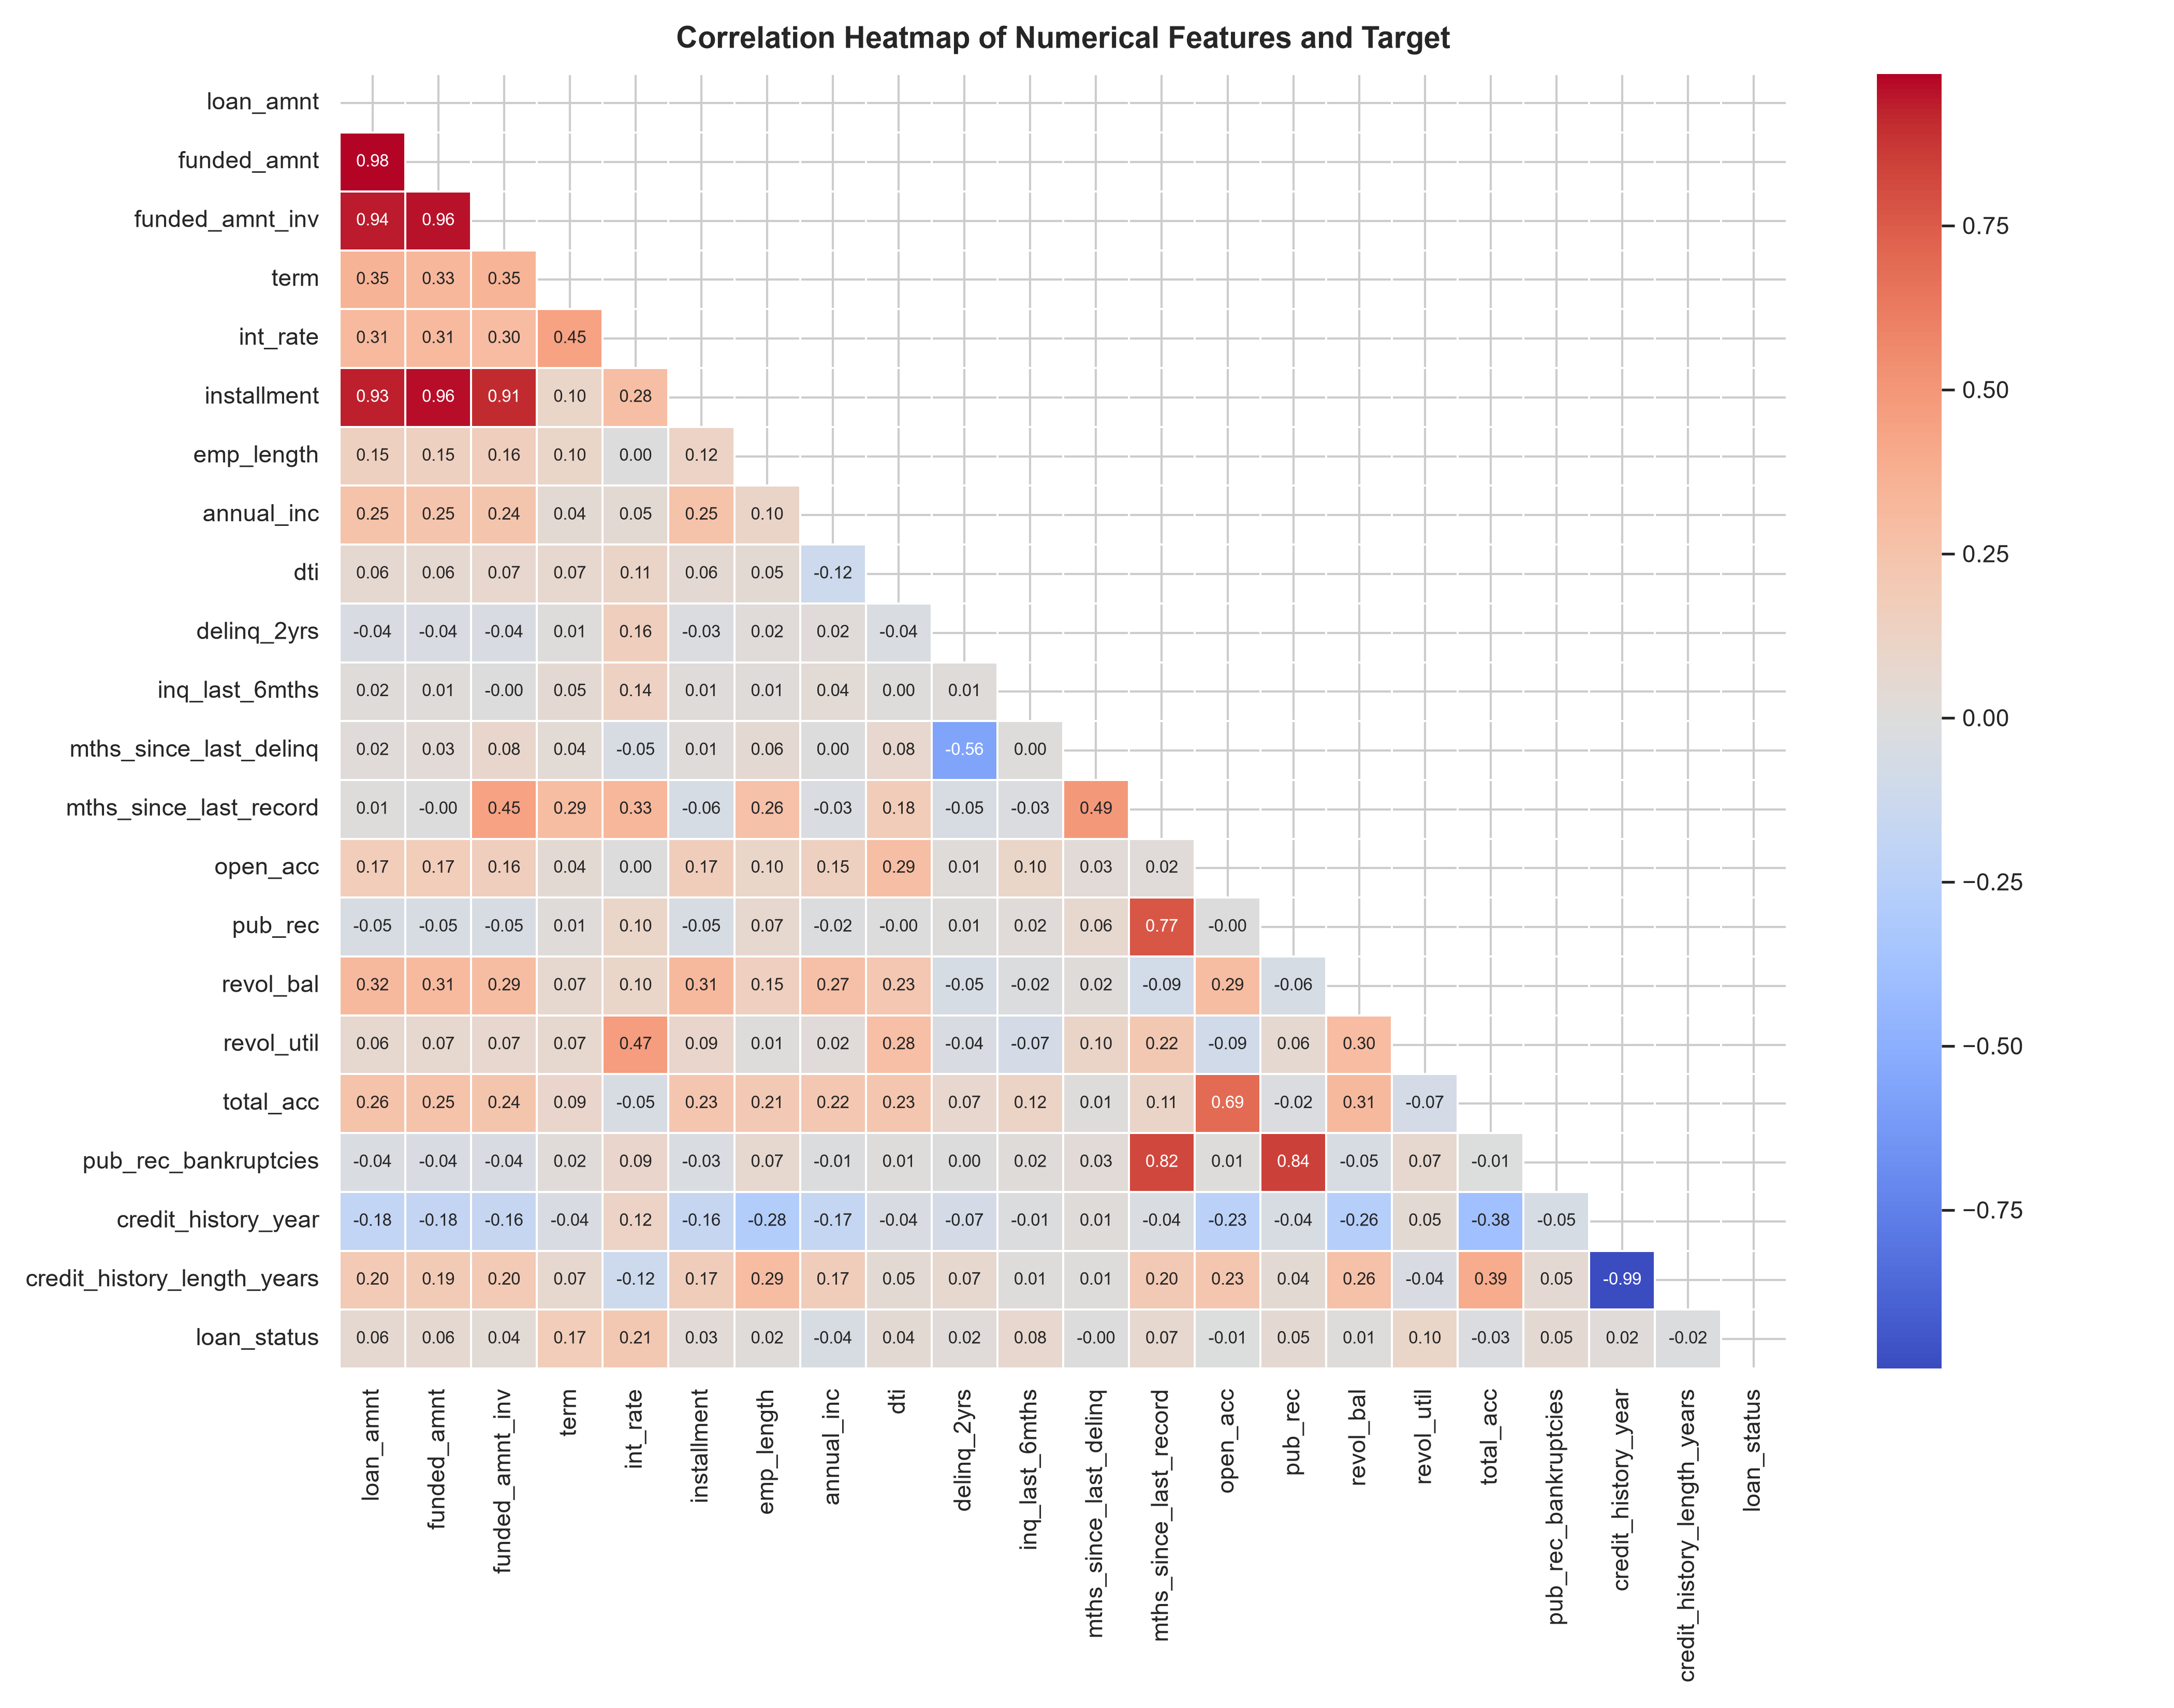 Correlation Heatmap of Numerical Features and Target
loan_amnt
funded_amnt 0.98
funded_amnt_inv 0.94 0.96
term 0.35 0.33 0.35
int_rate 0.31 0.31 0.30 0.45
installment 0.93 0.96 0.91 0.10 0.28
emp_length 0.15 0.15 0.16 0.10 0.00 0.12
annual_inc 0.25 0.25 0.24 0.04 0.05 0.25 0.10
dti 0.06 0.06 0.07 0.07 0.11 0.06 0.05 -0.12
delinq_2yrs -0.04 -0.04 -0.04 0.01 0.16 -0.03 0.02 0.02 -0.04
inq_last_6mths 0.02 0.01 -0.00 0.05 0.14 0.01 0.01 0.04 0.00 0.01
mths_since_last_delinq 0.02 0.03 0.08 0.04 -0.05 0.01 0.06 0.00 0.08 -0.56 0.00
mths_since_last_record 0.01 -0.00 0.45 0.29 0.33 -0.06 0.26 -0.03 0.18 -0.05 -0.03 0.49
open_acc 0.17 0.17 0.16 0.04 0.00 0.17 0.10 0.15 0.29 0.01 0.10 0.03 0.02
pub_rec -0.05 -0.05 -0.05 0.01 0.10 -0.05 0.07 -0.02 -0.00 0.01 0.02 0.06 0.77 -0.00
revol_bal 0.32 0.31 0.29 0.07 0.10 0.31 0.15 0.27 0.23 -0.05 -0.02 0.02 -0.09 0.29 -0.06
revol_util 0.06 0.07 0.07 0.07 0.47 0.09 0.01 0.02 0.28 -0.04 -0.07 0.10 0.22 -0.09 0.06 0.30
total_acc 0.26 0.25 0.24 0.09 -0.05 0.23 0.21 0.22 0.23 0.07 0.12 0.01 0.11 0.69 -0.02 0.31 -0.07
pub_rec_bankruptcies -0.04 -0.04 -0.04 0.02 0.09 -0.03 0.07 -0.01 0.01 0.00 0.02 0.03 0.82 0.01 0.84 -0.05 0.07 -0.01
credit_history_year -0.18 -0.18 -0.16 -0.04 0.12 -0.16 -0.28 -0.17 -0.04 -0.07 -0.01 0.01 -0.04 -0.23 -0.04 -0.26 0.05 -0.38 -0.05
credit_history_length_years 0.20 0.19 0.20 0.07 -0.12 0.17 0.29 0.17 0.05 0.07 0.01 0.01 0.20 0.23 0.04 0.26 -0.04 0.39 0.05 -0.99
loan_status 0.06 0.06 0.04 0.17 0.21 0.03 0.02 -0.04 0.04 0.02 0.08 -0.00 0.07 -0.01 0.05 0.01 0.10 -0.03 0.05 0.02 -0.02
loan_amnt
funded_amnt
funded_amnt_inv
term
int_rate
installment
emp_length
annual_inc
dti
delinq_2yrs
inq_last_6mths
mths_since_last_delinq
mths_since_last_record
open_acc
pub_rec
revol_bal
revol_util
total_acc
pub_rec_bankruptcies
credit_history_year
credit_history_length_years
loan_status
0.75
0.50
0.25
0.00
−0.25
−0.50
−0.75